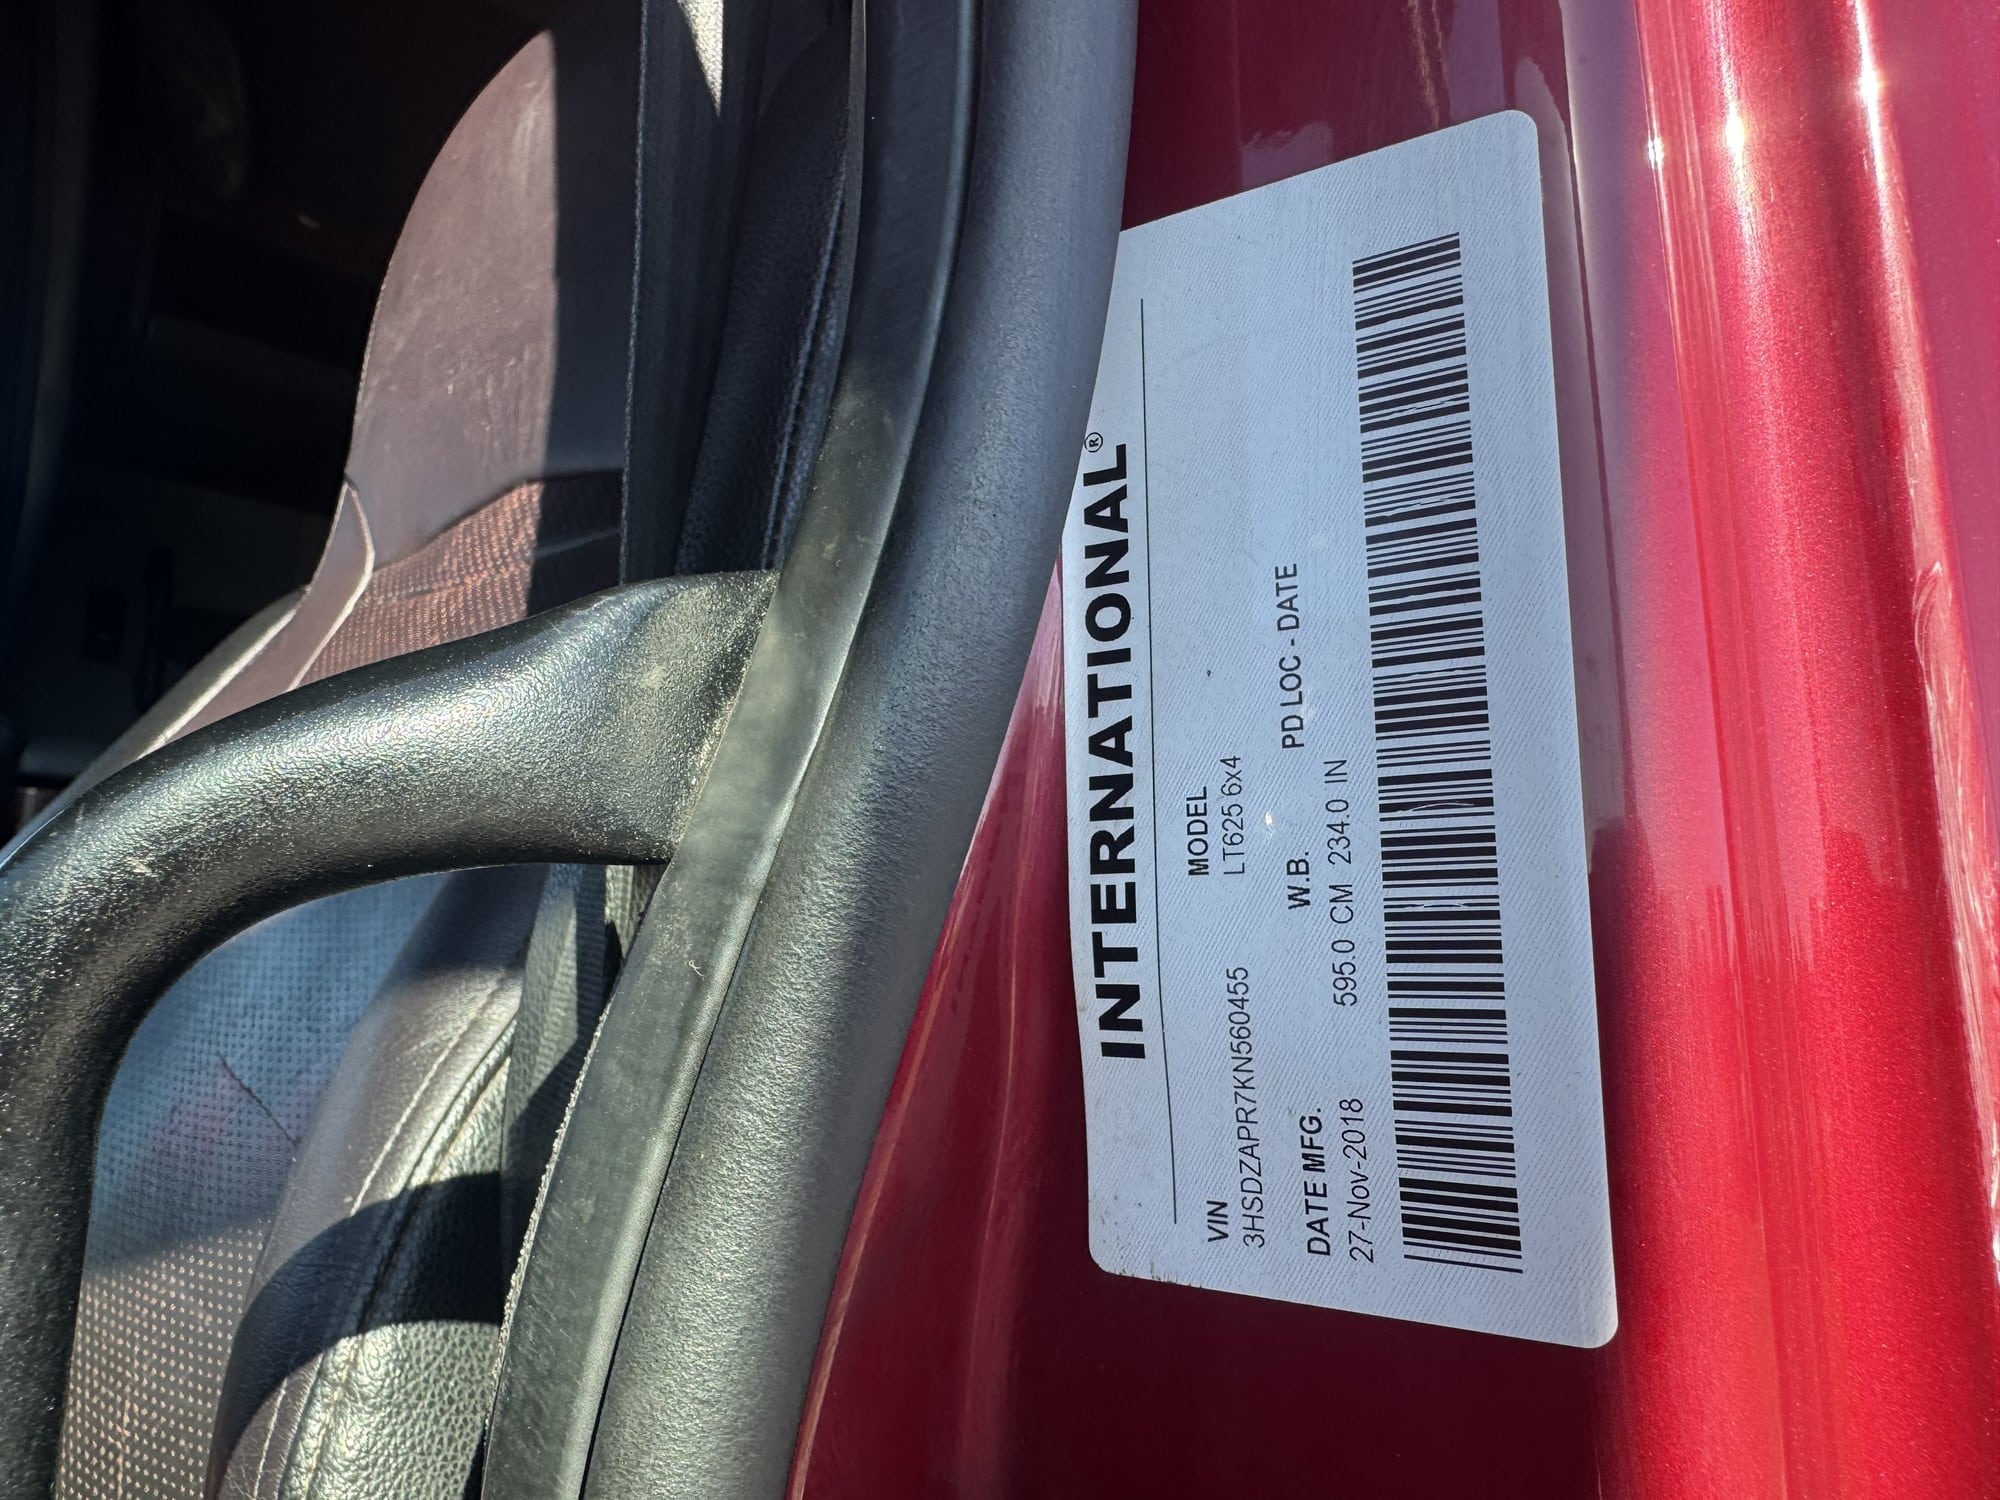 INTERNATIONAL®
VIN MODEL
3HSDZAPR7KN560455 LT625 6x4
DATE MFG. W.B. PD LOC - DATE
27-Nov-2018 595.0 CM 234.0 IN